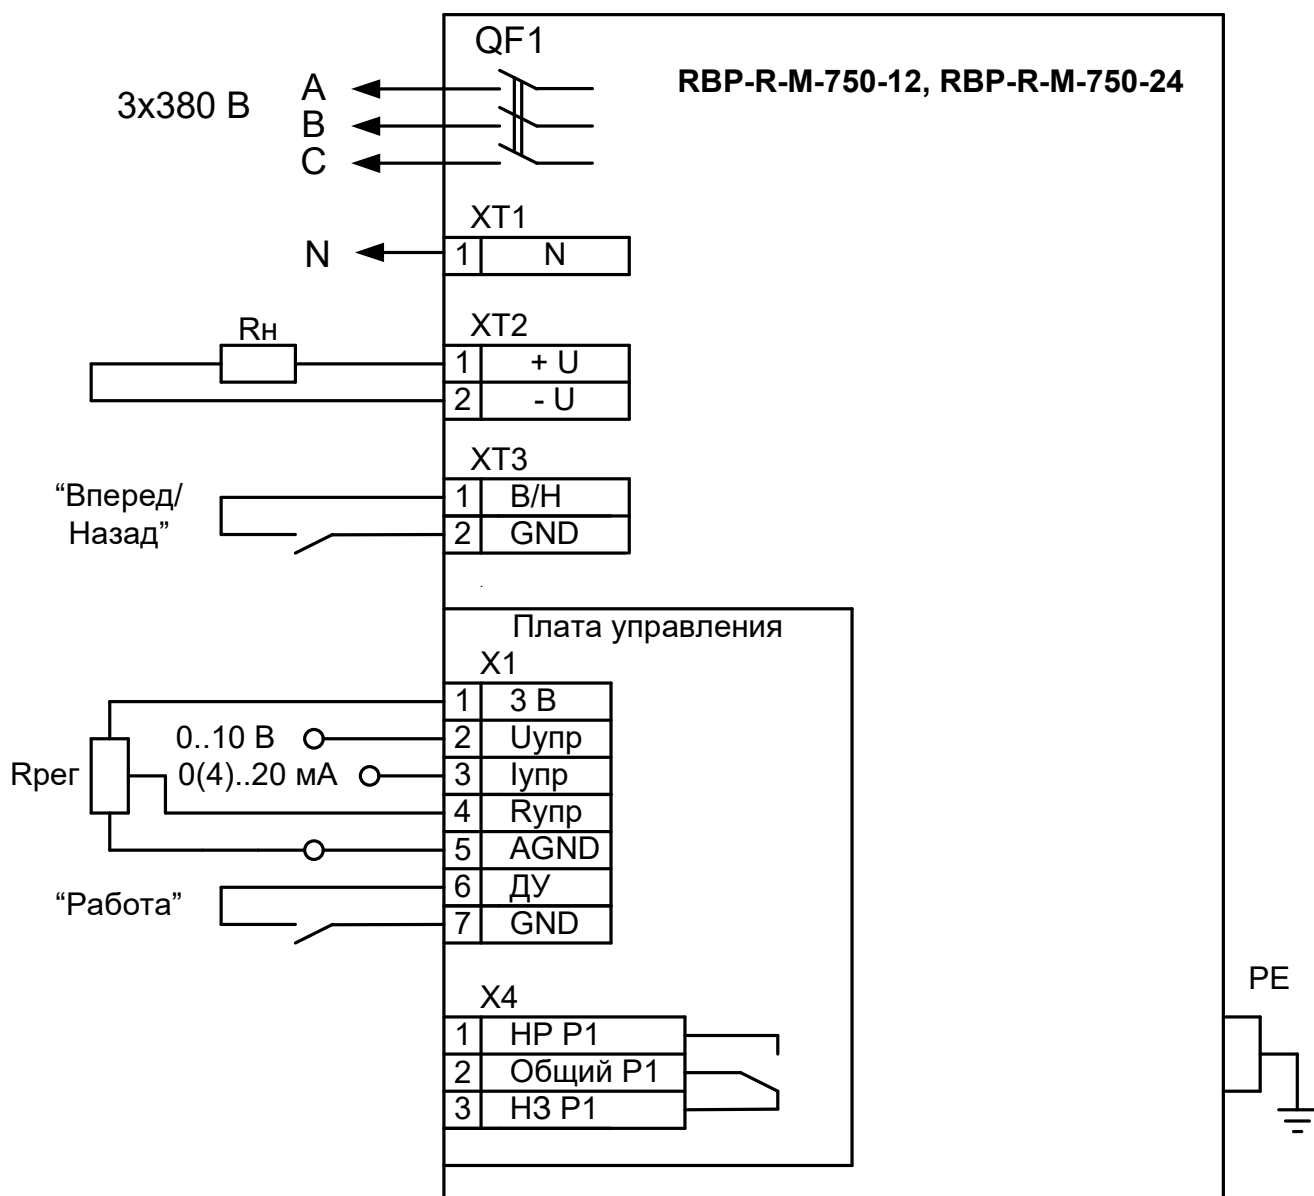 QF1
RBP-R-M-750-12, RBP-R-M-750-24
3x380 В
A
B
C
XT1
N
1 N
Rн
XT2
1 + U
2 - U
XT3
“Вперед/
Назад”
1 В/Н
2 GND
Плата управления
X1
1 3 В
0..10 В 2 Uупр
Rрег 0(4)..20 мА 3 Iупр
4 Rупр
5 AGND
“Работа” 6 ДУ
7 GND
PE
X4
1 НР Р1
2 Общий Р1
3 НЗ Р1